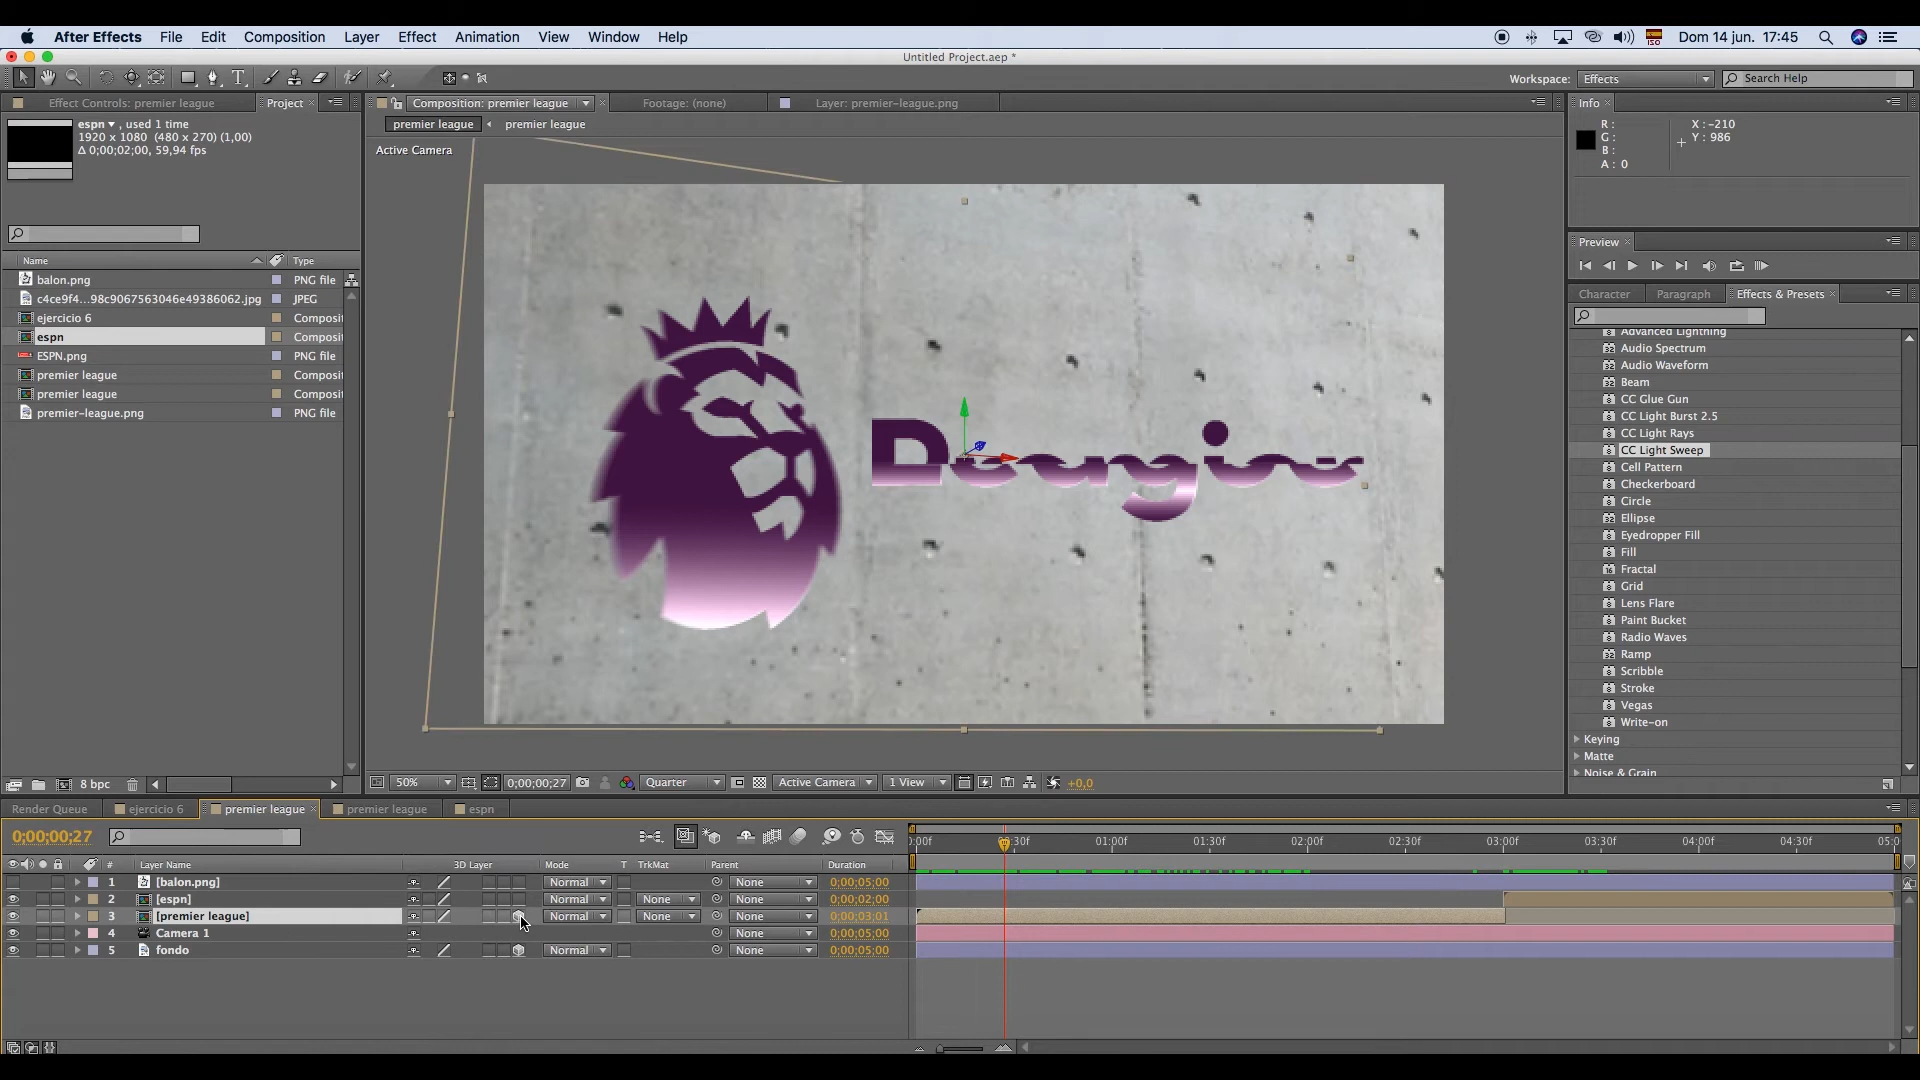 After Effects File Edit Composition Layer Effect Animation View Window Help
ISO Dom 14 jun. 17:45
Untitled Project.aep *
Workspace: Effects Search Help
Effect Controls: premier league Project
Composition: premier league Footage: (none) Layer: premier-league.png
Info
espn ▾ , used 1 time
1920 x 1080 (480 x 270) (1,00)
Δ 0;00;02;00, 59,94 fps
premier league premier league
Active Camera
R :
G :
B :
A : 0
X : -210
Y : 986
Name Type
balon.png PNG file
c4ce9f4...98c9067563046e49386062.jpg JPEG
ejercicio 6 Composit
espn Composit
ESPN.png PNG file
premier league Composit
premier league Composit
premier-league.png PNG file
Preview
Character Paragraph Effects & Presets
Advanced Lightning
Audio Spectrum
Audio Waveform
Beam
CC Glue Gun
CC Light Burst 2.5
CC Light Rays
CC Light Sweep
Cell Pattern
Checkerboard
Circle
Ellipse
Eyedropper Fill
Fill
Fractal
Grid
Lens Flare
Paint Bucket
Radio Waves
Ramp
Scribble
Stroke
Vegas
Write-on
Keying
Matte
Noise & Grain
8 bpc
50% 0;00;00;27 Quarter Active Camera 1 View +0,0
Render Queue ejercicio 6 premier league premier league espn
0;00;00;27
:00f 0:30f 01:00f 01:30f 02:00f 02:30f 03:00f 03:30f 04:00f 04:30f 05:0
# Layer Name 3D Layer Mode T TrkMat Parent Duration
1 [balon.png] Normal None 0;00;05;00
2 [espn] Normal None None 0;00;02;00
3 [premier league] Normal None None 0;00;03;01
4 Camera 1 None 0;00;05;00
5 fondo Normal None 0;00;05;00